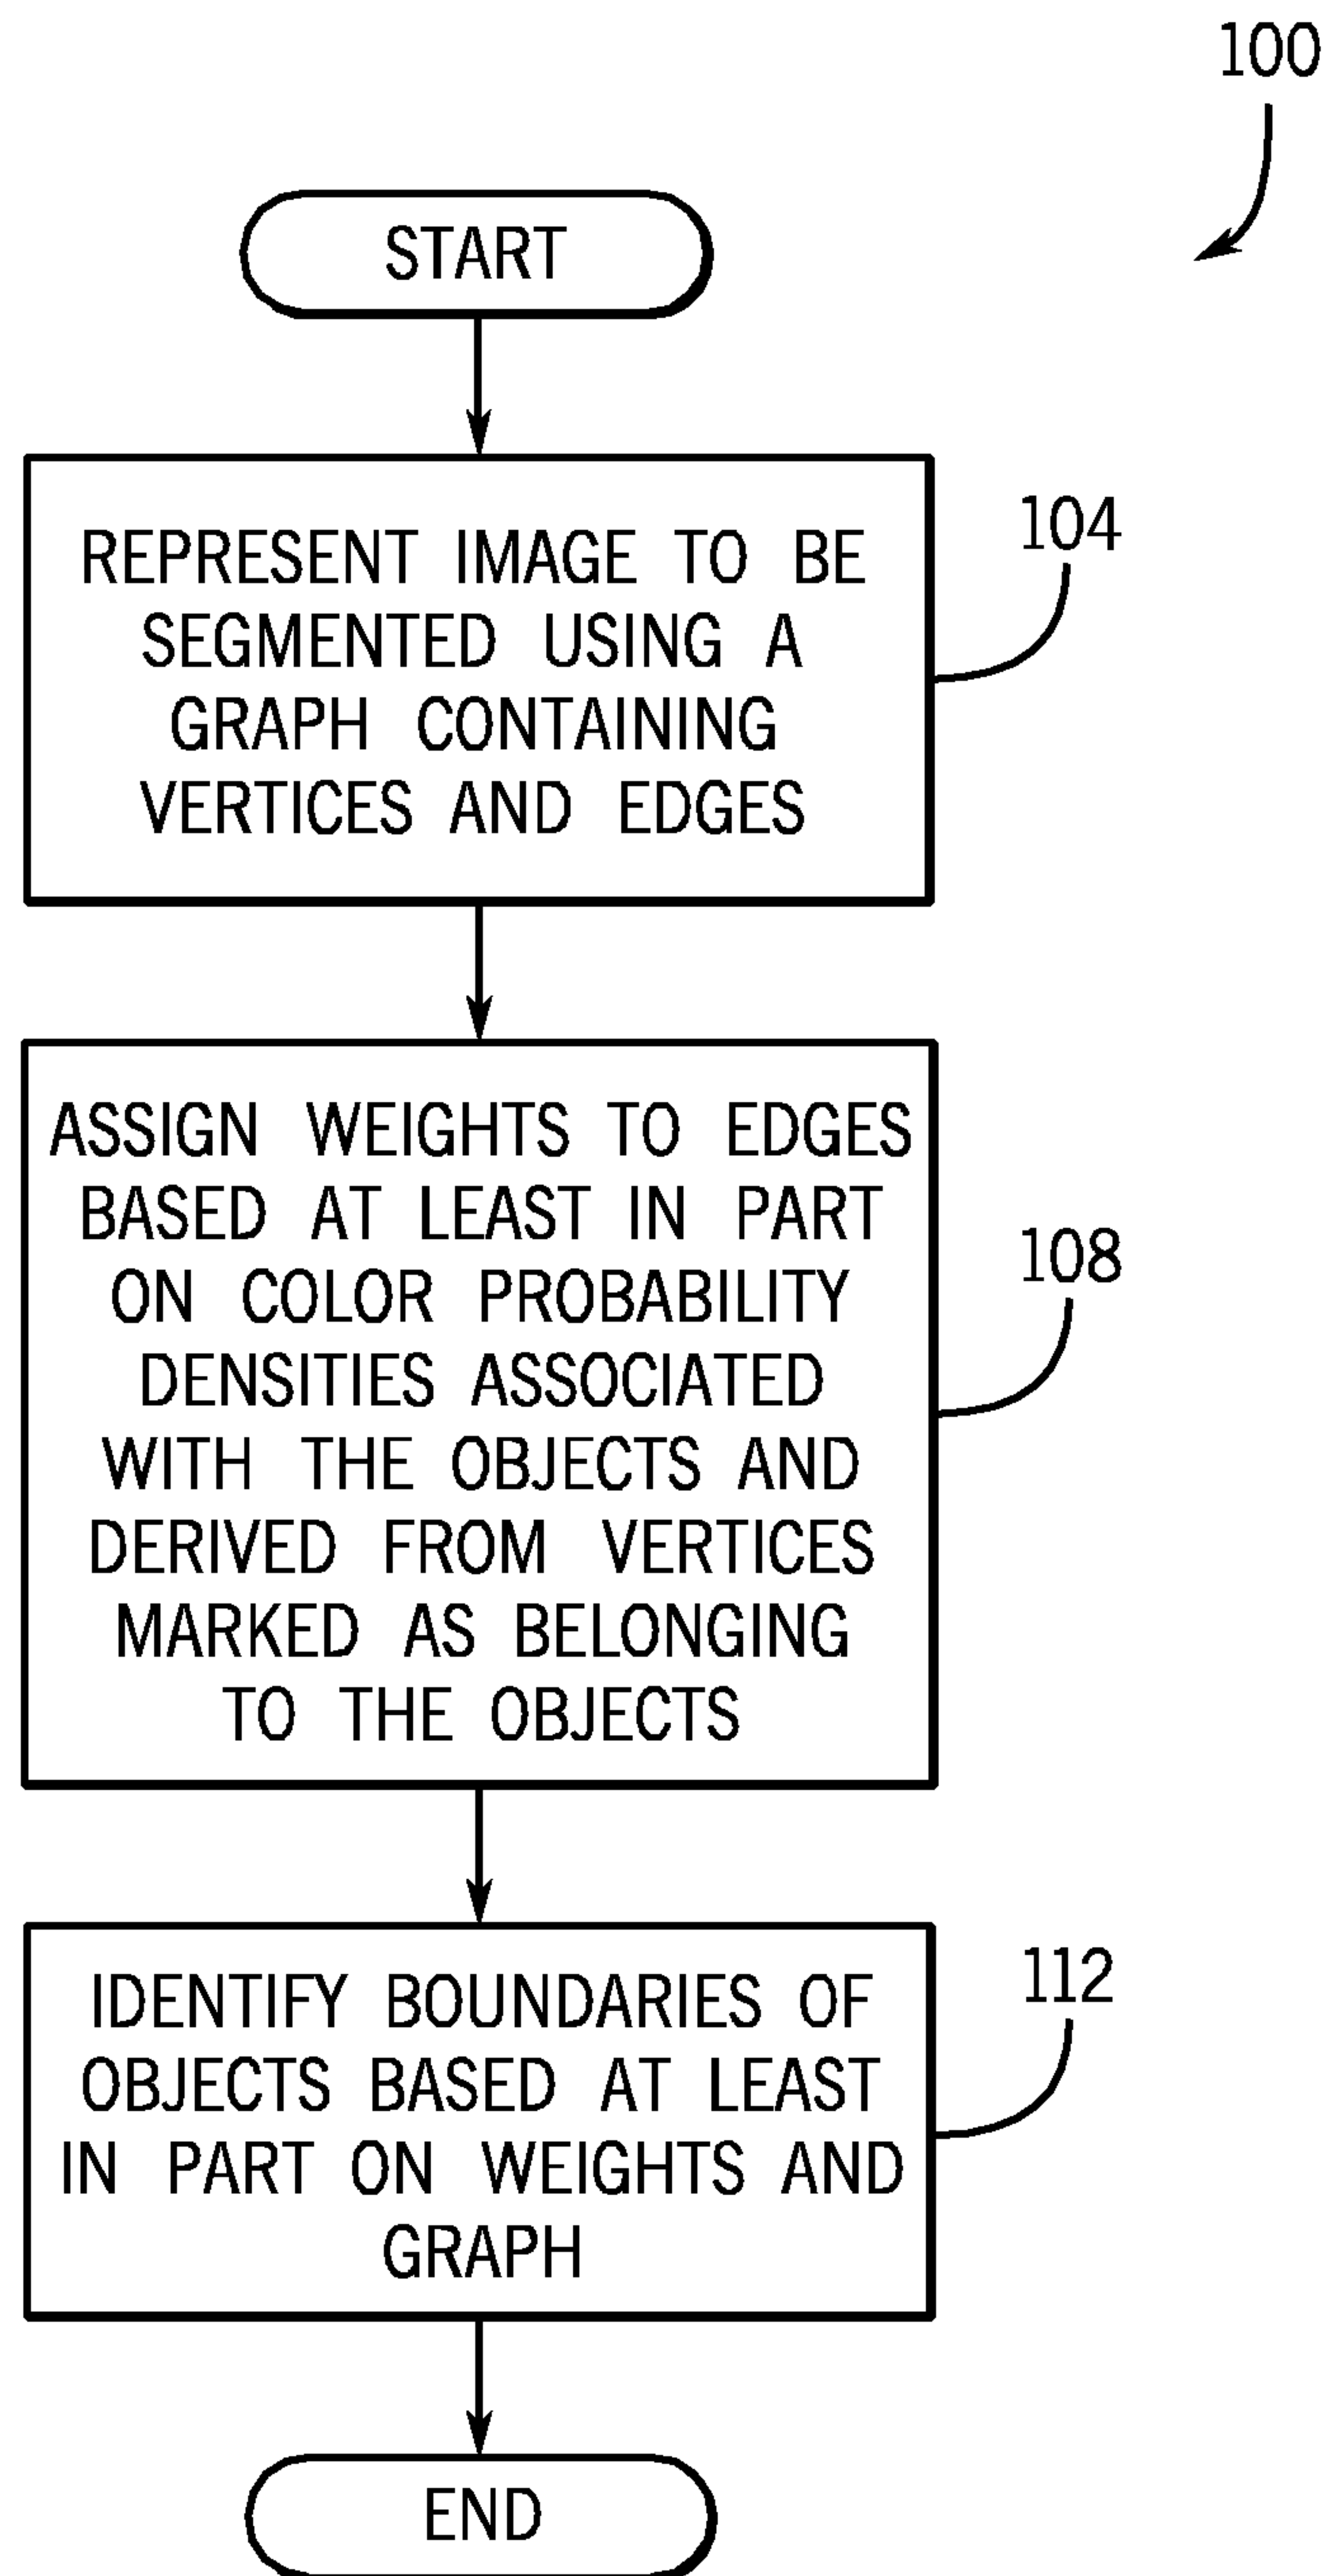 100
START
REPRESENT IMAGE TO BE
SEGMENTED USING A
GRAPH CONTAINING
VERTICES AND EDGES
104
ASSIGN WEIGHTS TO EDGES
BASED AT LEAST IN PART
ON COLOR PROBABILITY
DENSITIES ASSOCIATED
WITH THE OBJECTS AND
DERIVED FROM VERTICES
MARKED AS BELONGING
TO THE OBJECTS
108
IDENTIFY BOUNDARIES OF
OBJECTS BASED AT LEAST
IN PART ON WEIGHTS AND
GRAPH
112
END